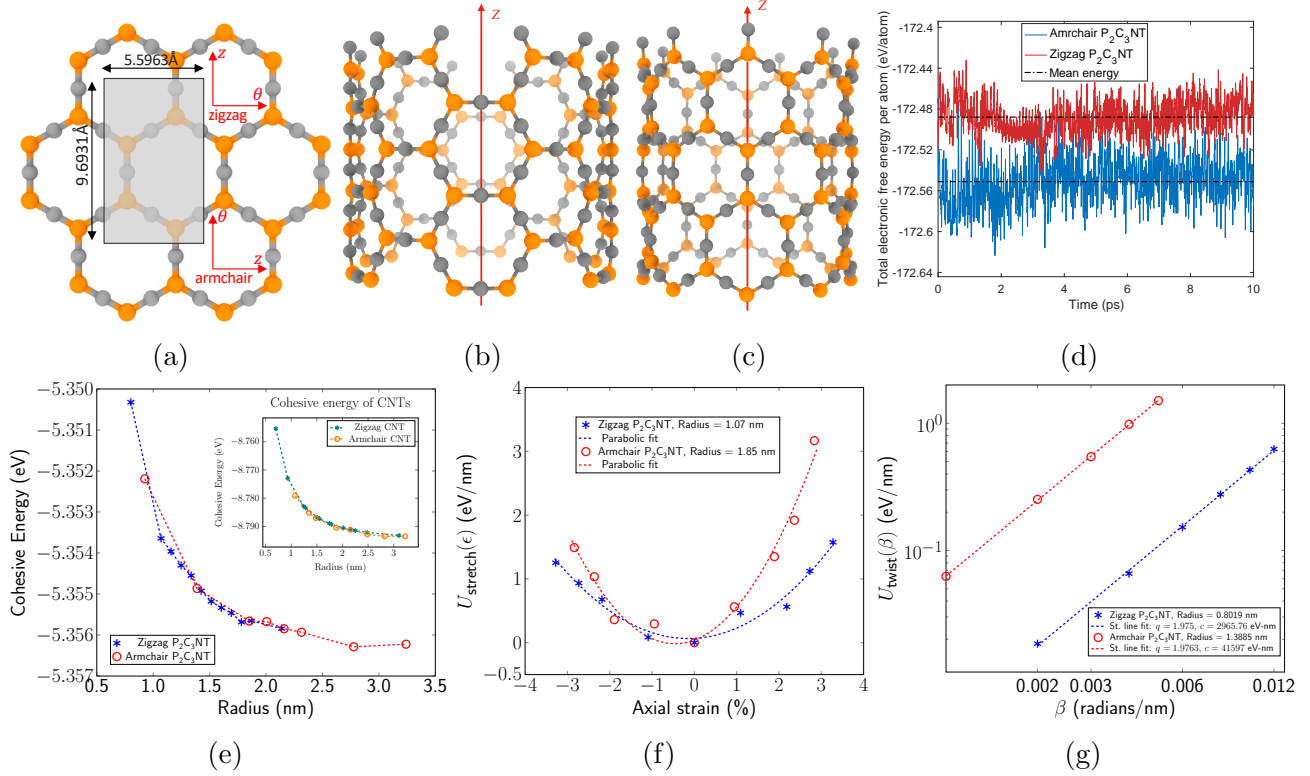 5.5963Å
9.6931Å
z
θ
zigzag
θ
z
armchair
(a)
z
(b)
z
(c)
Total electronic free energy per atom (eV/atom)
-172.4
-172.44
-172.48
-172.52
-172.56
-172.6
-172.64
Amrchair P₂C₃NT
Zigzag P₂C₃NT
Mean energy
0 2 4 6 8 10
Time (ps)
(d)
Cohesive Energy (eV)
−5.350
−5.351
−5.352
−5.353
−5.354
−5.355
−5.356
−5.357
Cohesive energy of CNTs
Cohesive Energy (eV)
−8.760
−8.770
−8.780
−8.790
Zigzag CNT
Armchair CNT
0.5 1 1.5 2 2.5 3
Radius (nm)
Zigzag P₂C₃NT
Armchair P₂C₃NT
0.5 1.0 1.5 2.0 2.5 3.0 3.5
Radius (nm)
(e)
U_stretch(ϵ) (eV/nm)
4
3
2
1
0
−0.5
Zigzag P₂C₃NT, Radius = 1.07 nm
Parabolic fit
Armchair P₂C₃NT, Radius = 1.85 nm
Parabolic fit
−4 −3 −2 −1 0 1 2 3 4
Axial strain (%)
(f)
U_twist(β) (eV/nm)
10⁰
10⁻¹
Zigzag P₂C₃NT, Radius = 0.8019 nm
St. line fit: q = 1.975, c = 2965.76 eV-nm
Armchair P₂C₃NT, Radius = 1.3885 nm
St. line fit: q = 1.9763, c = 41597 eV-nm
0.002 0.003 0.006 0.012
β (radians/nm)
(g)